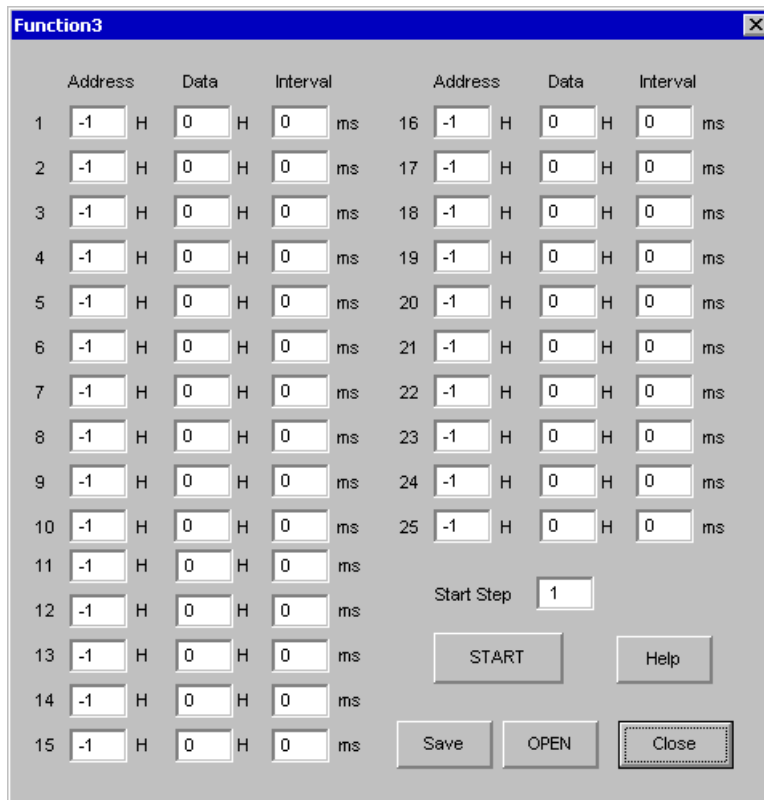 Function3
Address Data Interval Address Data Interval
1 -1 H 0 H 0 ms 16 -1 H 0 H 0 ms
2 -1 H 0 H 0 ms 17 -1 H 0 H 0 ms
3 -1 H 0 H 0 ms 18 -1 H 0 H 0 ms
4 -1 H 0 H 0 ms 19 -1 H 0 H 0 ms
5 -1 H 0 H 0 ms 20 -1 H 0 H 0 ms
6 -1 H 0 H 0 ms 21 -1 H 0 H 0 ms
7 -1 H 0 H 0 ms 22 -1 H 0 H 0 ms
8 -1 H 0 H 0 ms 23 -1 H 0 H 0 ms
9 -1 H 0 H 0 ms 24 -1 H 0 H 0 ms
10 -1 H 0 H 0 ms 25 -1 H 0 H 0 ms
11 -1 H 0 H 0 ms
12 -1 H 0 H 0 ms Start Step 1
13 -1 H 0 H 0 ms START Help
14 -1 H 0 H 0 ms
15 -1 H 0 H 0 ms Save OPEN Close